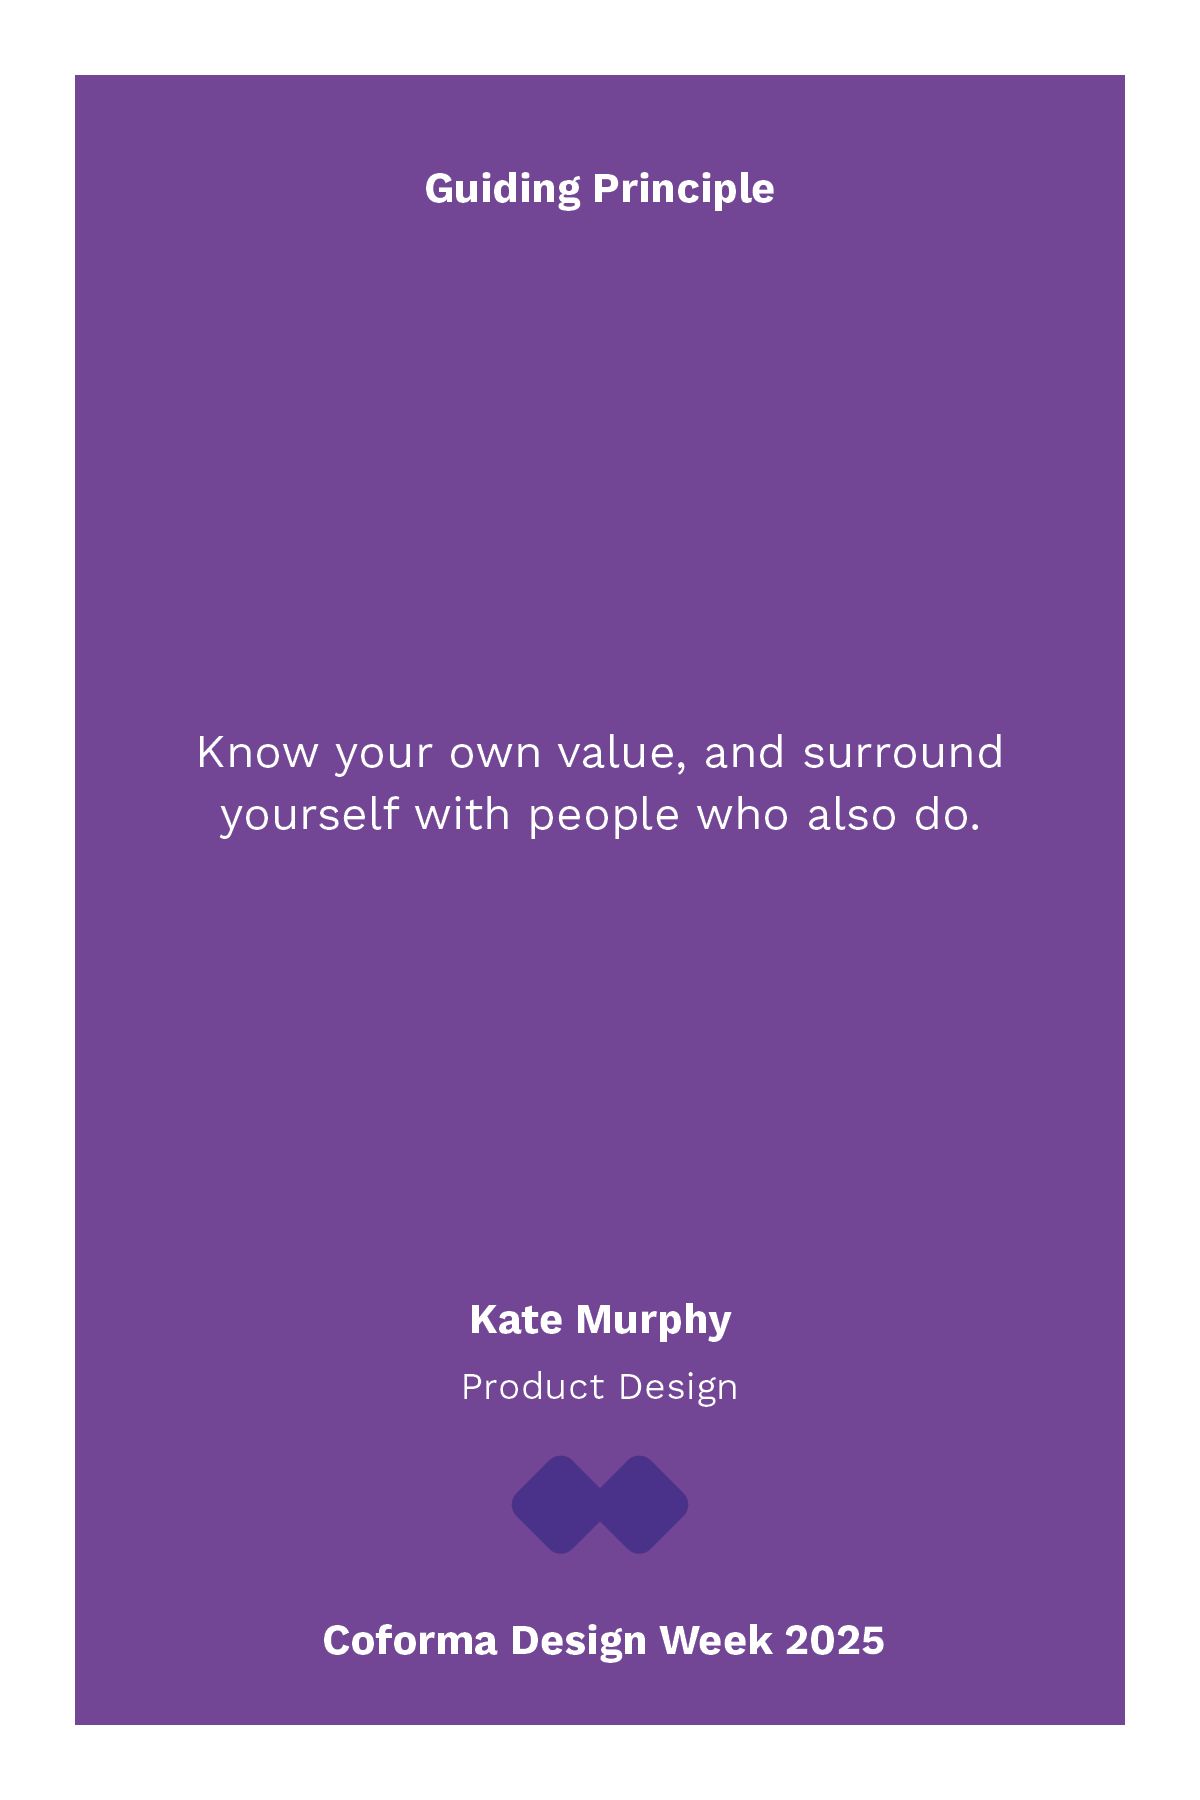 Guiding Principle
Know your own value, and surround
yourself with people who also do.
Kate Murphy
Product Design
Coforma Design Week 2025